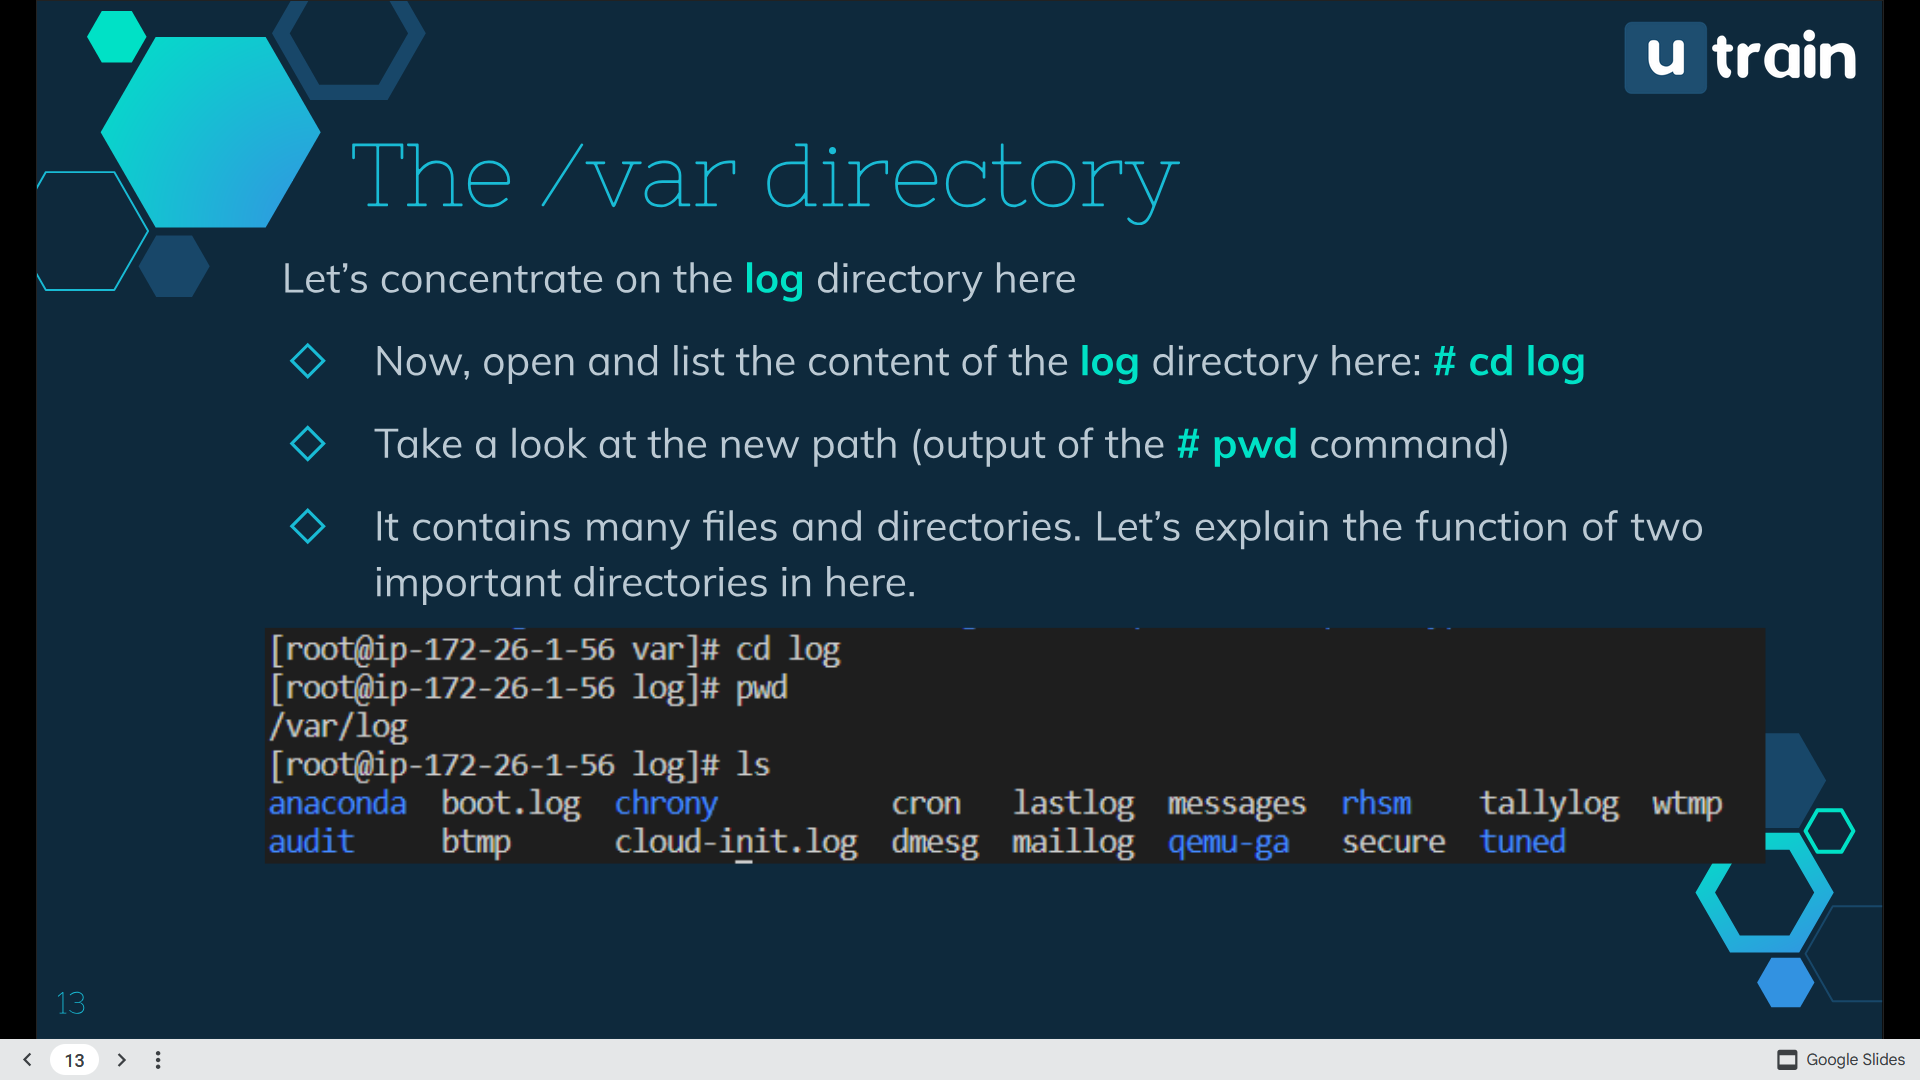 u train
The /var directory
Let’s concentrate on the log directory here
Now, open and list the content of the log directory here: # cd log
Take a look at the new path (output of the # pwd command)
It contains many files and directories. Let’s explain the function of two
important directories in here.
[root@ip-172-26-1-56 var]# cd log
[root@ip-172-26-1-56 log]# pwd
/var/log
[root@ip-172-26-1-56 log]# ls
anaconda  boot.log  chrony          cron   lastlog  messages  rhsm    tallylog  wtmp
audit     btmp      cloud-init.log  dmesg  maillog  qemu-ga   secure  tuned
13
13
Google Slides